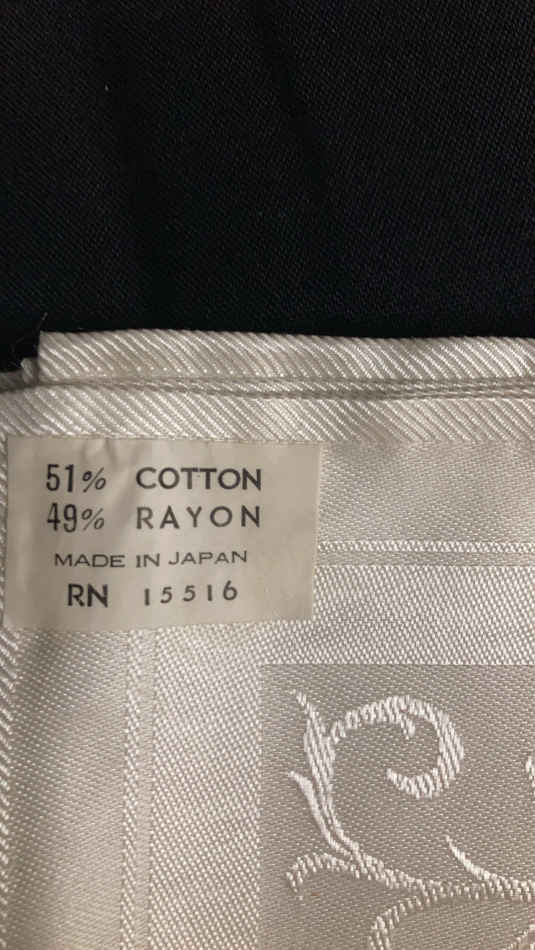 51% COTTON
49% RAYON
MADE IN JAPAN
RN 15516